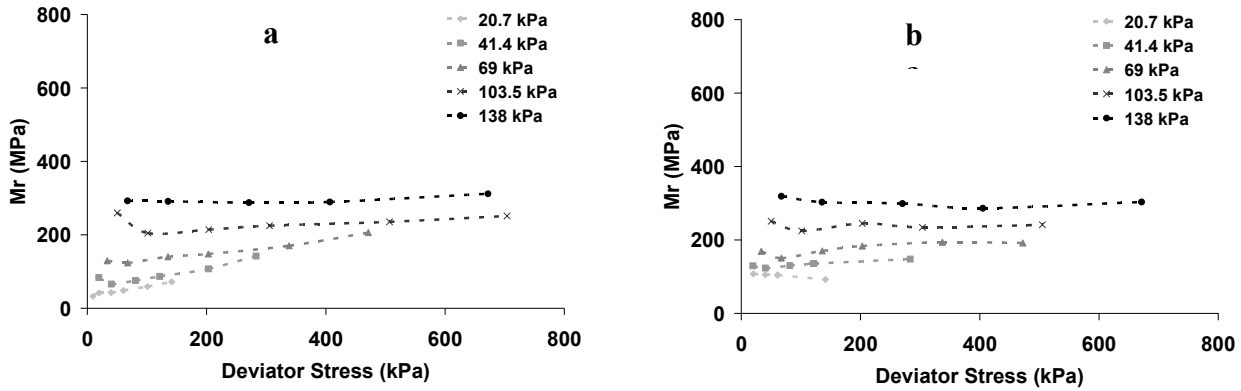 a
20.7 kPa
41.4 kPa
69 kPa
103.5 kPa
138 kPa
800
600
400
200
0
Mr (MPa)
0 200 400 600 800
Deviator Stress (kPa)
b
20.7 kPa
41.4 kPa
69 kPa
103.5 kPa
138 kPa
800
600
400
200
0
Mr (MPa)
0 200 400 600 800
Deviator Stress (kPa)